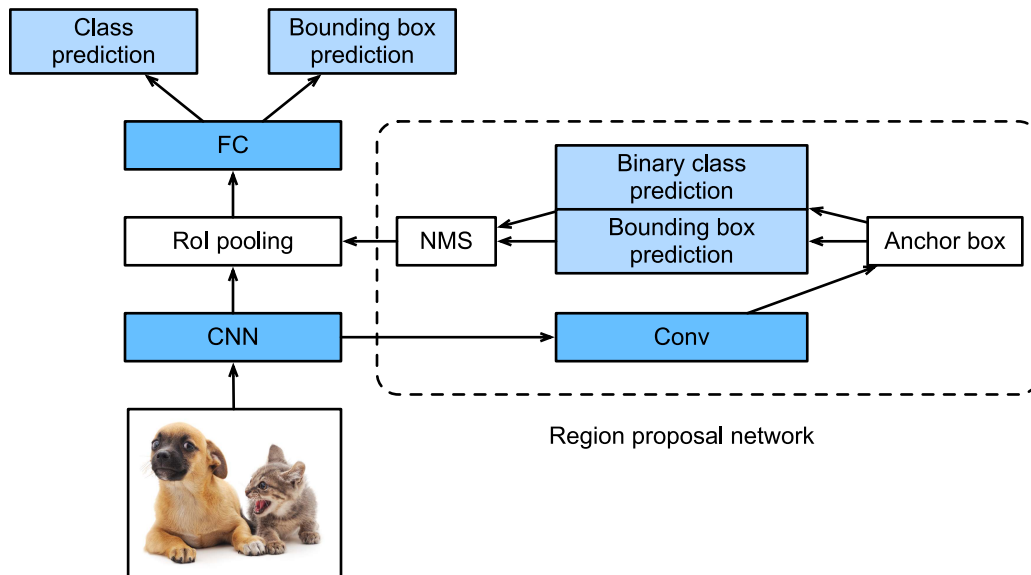 Class
prediction
Bounding box
prediction
FC
Binary class
prediction
RoI pooling
NMS
Bounding box
prediction
Anchor box
CNN
Conv
Region proposal network